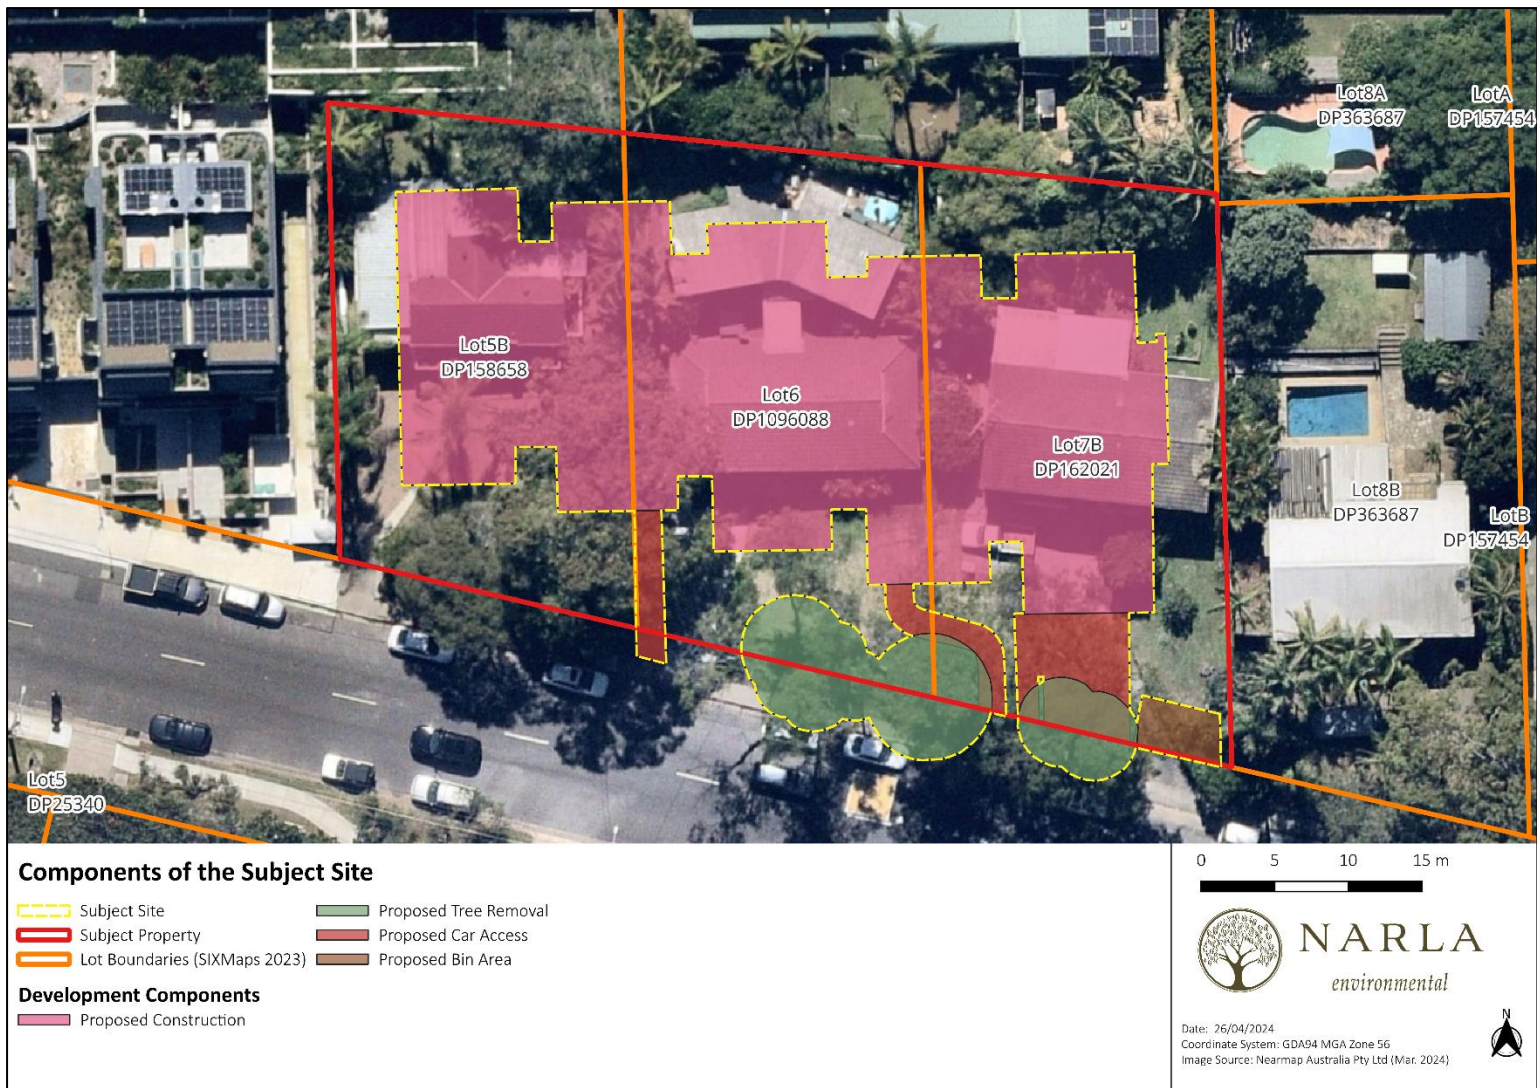 Lot8A
DP363687
LotA
DP157454
Lot5B
DP158658
Lot6
DP1096088
Lot7B
DP162021
Lot8B
DP363687
LotB
DP157454
Lot5
DP25340
Components of the Subject Site
Subject Site
Subject Property
Lot Boundaries (SIXMaps 2023)
Proposed Tree Removal
Proposed Car Access
Proposed Bin Area
Development Components
Proposed Construction
0 5 10 15 m
NARLA
environmental
Date: 26/04/2024
Coordinate System: GDA94 MGA Zone 56
Image Source: Nearmap Australia Pty Ltd (Mar. 2024)
N